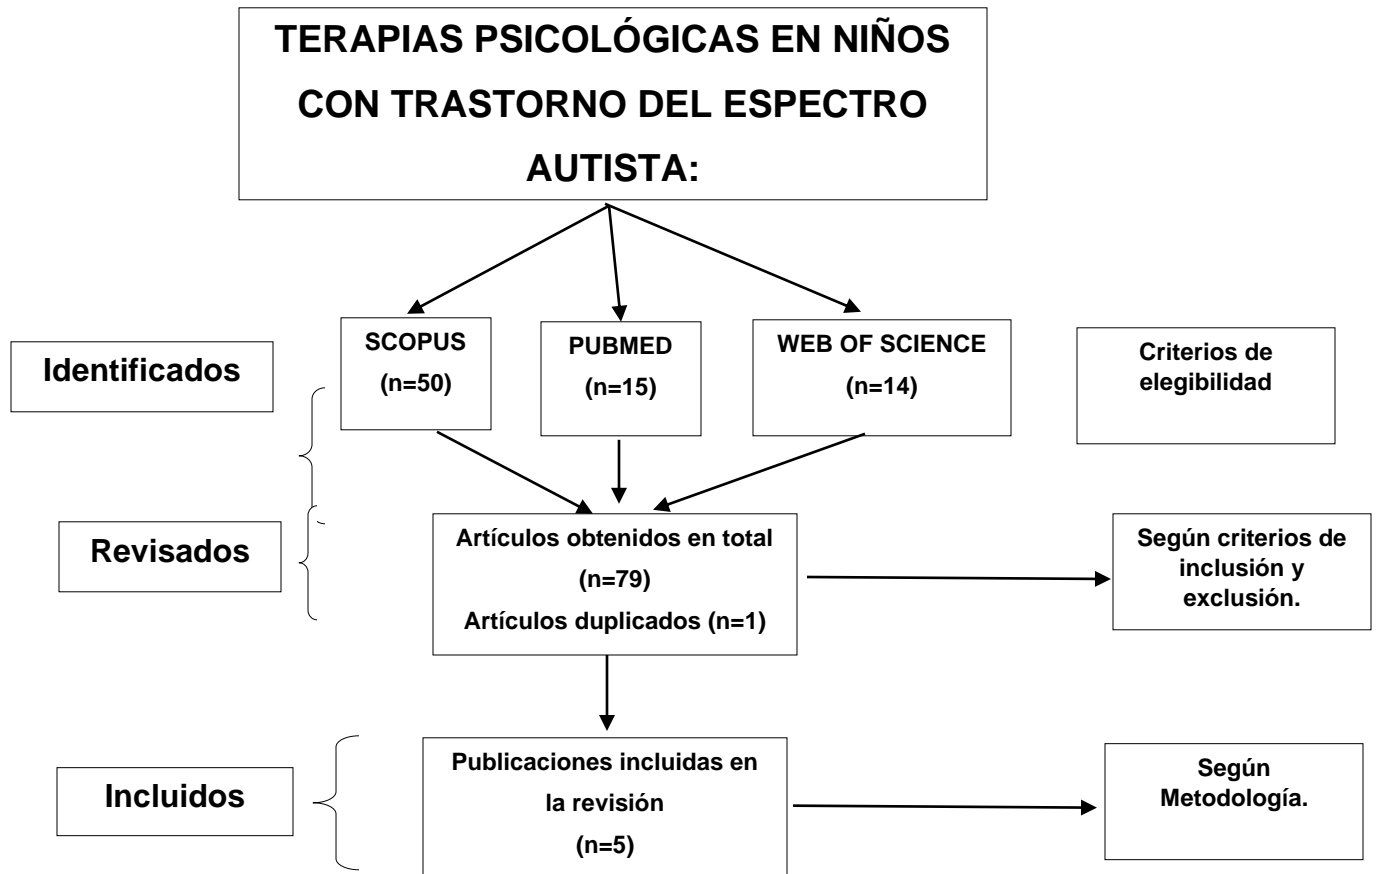 TERAPIAS PSICOLÓGICAS EN NIÑOS
CON TRASTORNO DEL ESPECTRO
AUTISTA:
Identificados
SCOPUS
(n=50)
PUBMED
(n=15)
WEB OF SCIENCE
(n=14)
Criterios de
elegibilidad
Revisados
Artículos obtenidos en total
(n=79)
Artículos duplicados (n=1)
Según criterios de
inclusión y
exclusión.
Incluidos
Publicaciones incluidas en
la revisión
(n=5)
Según
Metodología.